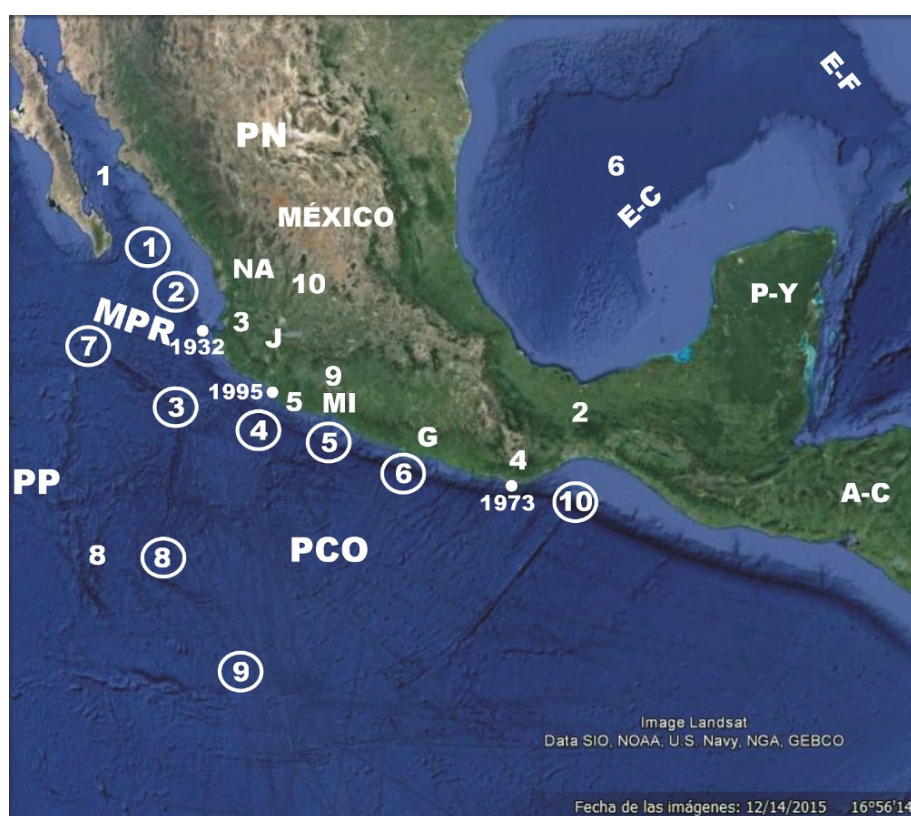 E-F
PN
6
1
E-C
MÉXICO
1
NA
10
P-Y
2
MPR
3
7
1932
J
9
1995
5
MI
3
2
4
5
G
6
4
PP
1973
10
A-C
8
8
PCO
9
Image Landsat
Data SIO, NOAA, U.S. Navy, NGA, GEBCO
Fecha de las imágenes: 12/14/2015 16º56'14